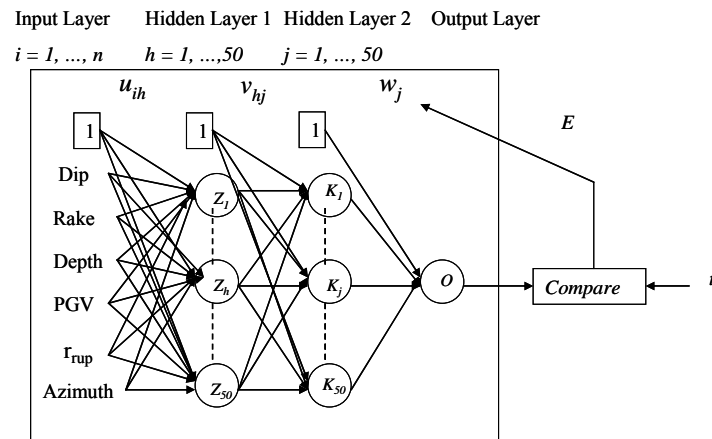 Input Layer Hidden Layer 1 Hidden Layer 2 Output Layer
i = 1, ..., n h = 1, ...,50 j = 1, ..., 50
u_ih v_hj w_j
E
1 1 1
Dip
Z_1 K_1
Rake
Depth
Z_h K_j O Compare
PGV
r_rup
Azimuth Z_50 K_50